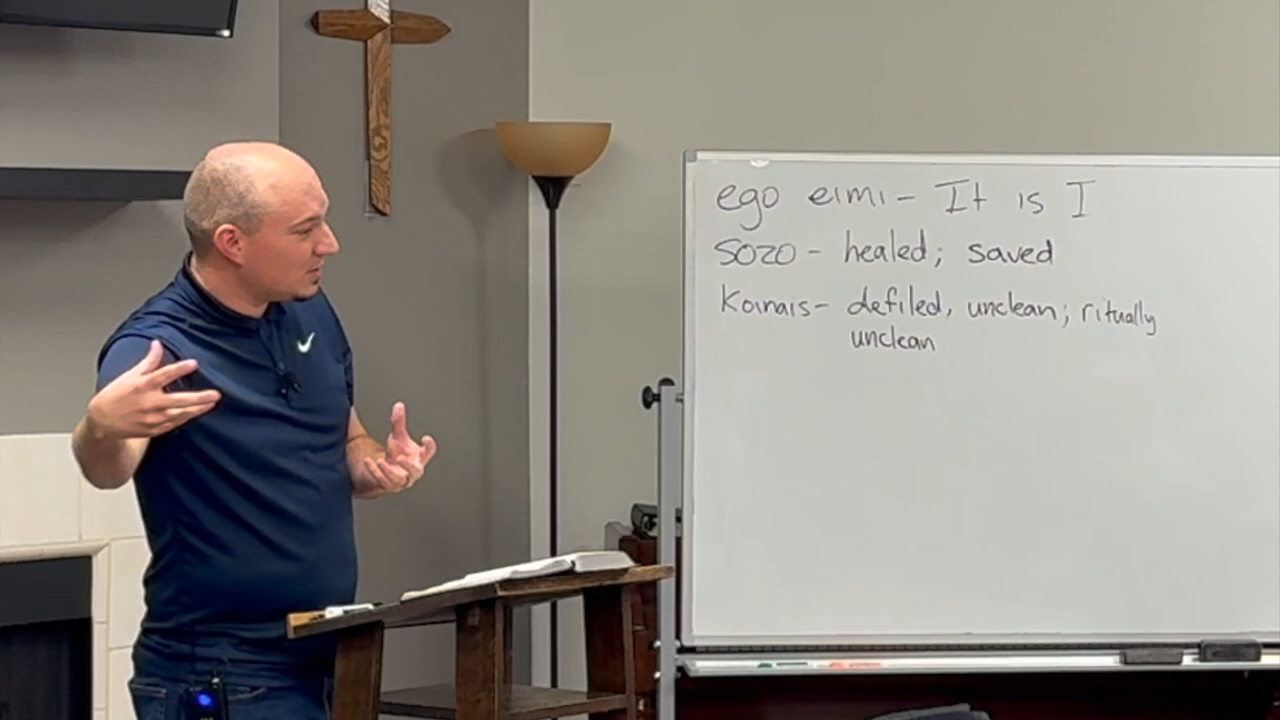 ego eimi - It is I
sozo - healed; saved
Koinais - defiled, unclean; ritually
unclean